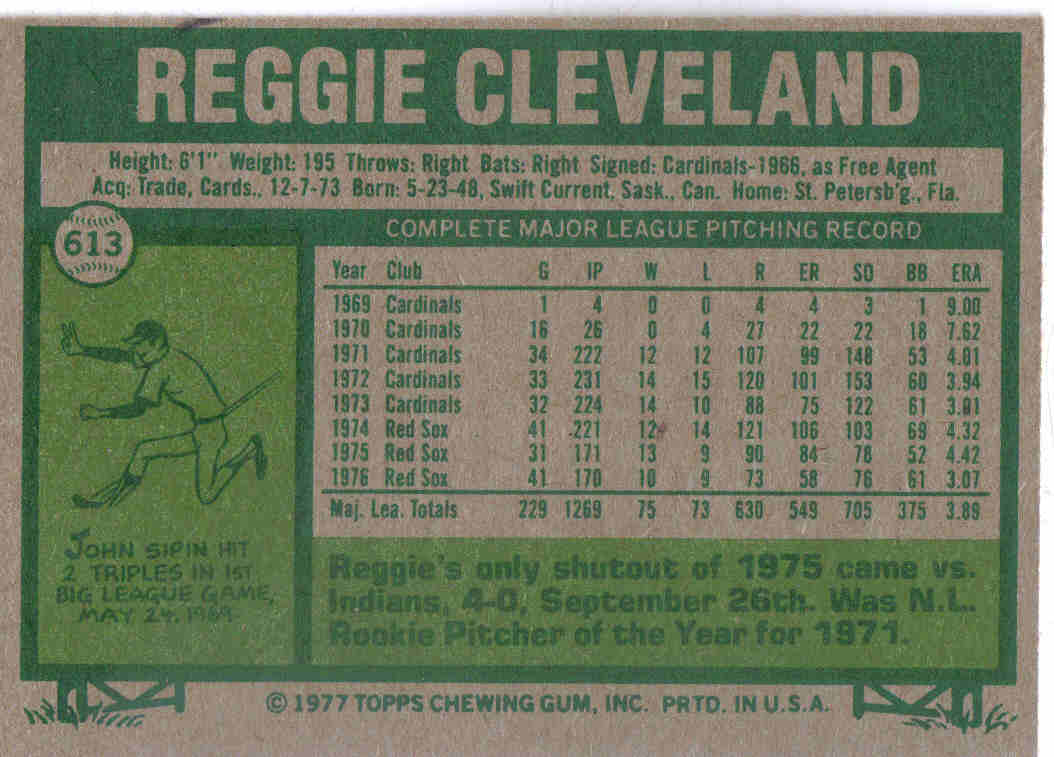 REGGIE CLEVELAND
Height: 6'1" Weight: 195 Throws: Right Bats: Right Signed: Cardinals-1966, as Free Agent
Acq: Trade, Cards., 12-7-73 Born: 5-23-48, Swift Current, Sask., Can. Home: St. Petersb'g., Fla.
613
COMPLETE MAJOR LEAGUE PITCHING RECORD
Year Club G IP W L R ER SO BB ERA
1969 Cardinals 1 4 0 0 4 4 3 1 9.00
1970 Cardinals 16 26 0 4 27 22 22 18 7.62
1971 Cardinals 34 222 12 12 107 99 148 53 4.01
1972 Cardinals 33 231 14 15 120 101 153 60 3.94
1973 Cardinals 32 224 14 10 88 75 122 61 3.01
1974 Red Sox 41 221 12 14 121 106 103 69 4.32
1975 Red Sox 31 171 13 9 90 84 78 52 4.42
1976 Red Sox 41 170 10 9 73 58 76 61 3.07
Maj. Lea. Totals 229 1269 75 73 630 549 705 375 3.89
JOHN SIPIN HIT
2 TRIPLES IN 1ST
BIG LEAGUE GAME,
MAY 24, 1969
Reggie's only shutout of 1975 came vs.
Indians, 4-0, September 26th. Was N.L.
Rookie Pitcher of the Year for 1971.
© 1977 TOPPS CHEWING GUM, INC. PRTD. IN U.S.A.